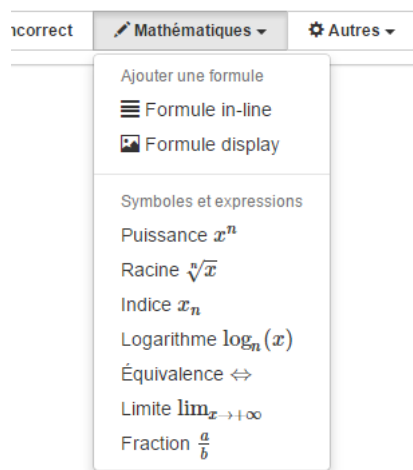 ncorrect Mathématiques Autres
Ajouter une formule
Formule in-line
Formule display
Symboles et expressions
Puissance xⁿ
Racine ⁿ√x
Indice xₙ
Logarithme logₙ(x)
Équivalence ⇔
Limite limₓ→+∞
Fraction a/b